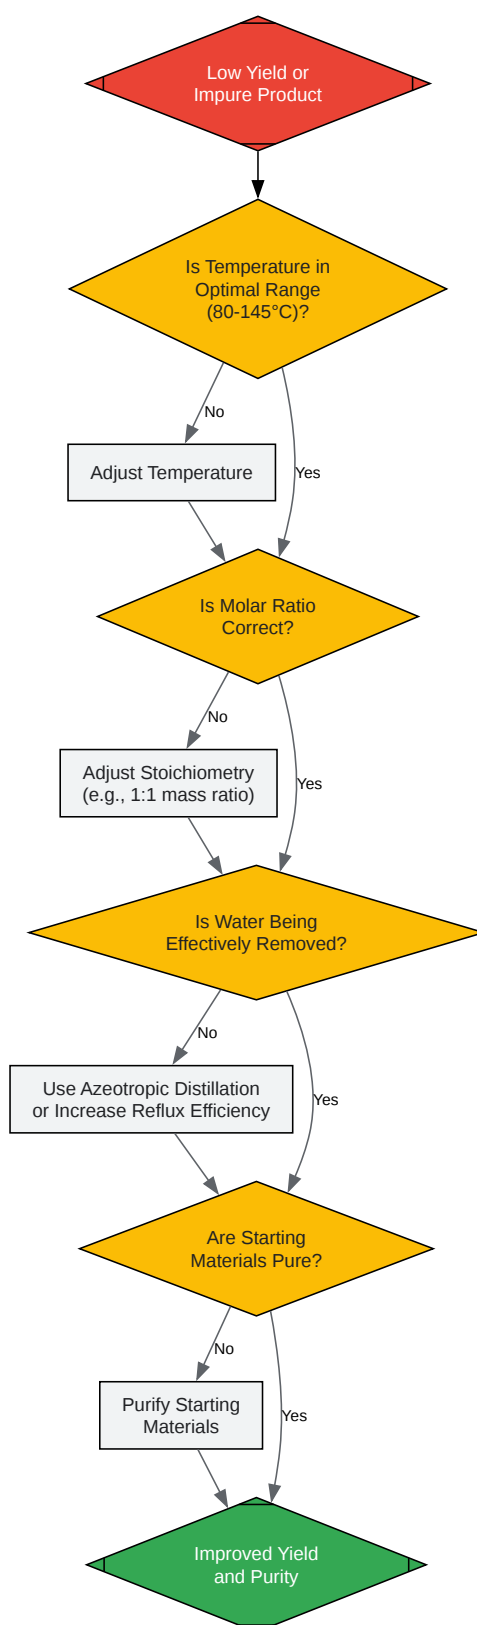 Low Yield or
Impure Product
Is Temperature in
Optimal Range
(80-145°C)?
No
Adjust Temperature
Yes
Is Molar Ratio
Correct?
No
Adjust Stoichiometry
(e.g., 1:1 mass ratio)
Yes
Is Water Being
Effectively Removed?
No
Use Azeotropic Distillation
or Increase Reflux Efficiency
Yes
Are Starting
Materials Pure?
No
Purify Starting
Materials
Yes
Improved Yield
and Purity